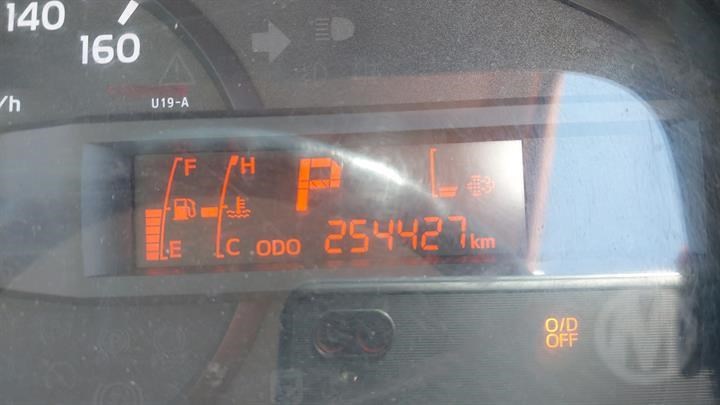 140
160
/h
U19-A
F
H
P
E
C
ODO 254427 km
O/D
OFF